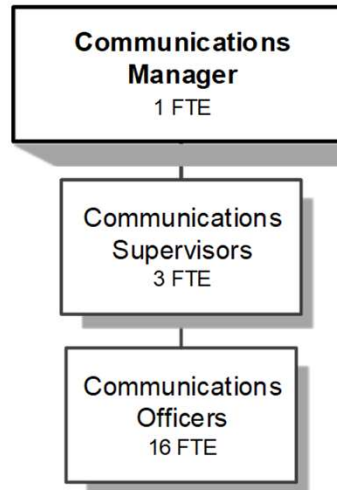 Communications
Manager
1 FTE
Communications
Supervisors
3 FTE
Communications
Officers
16 FTE